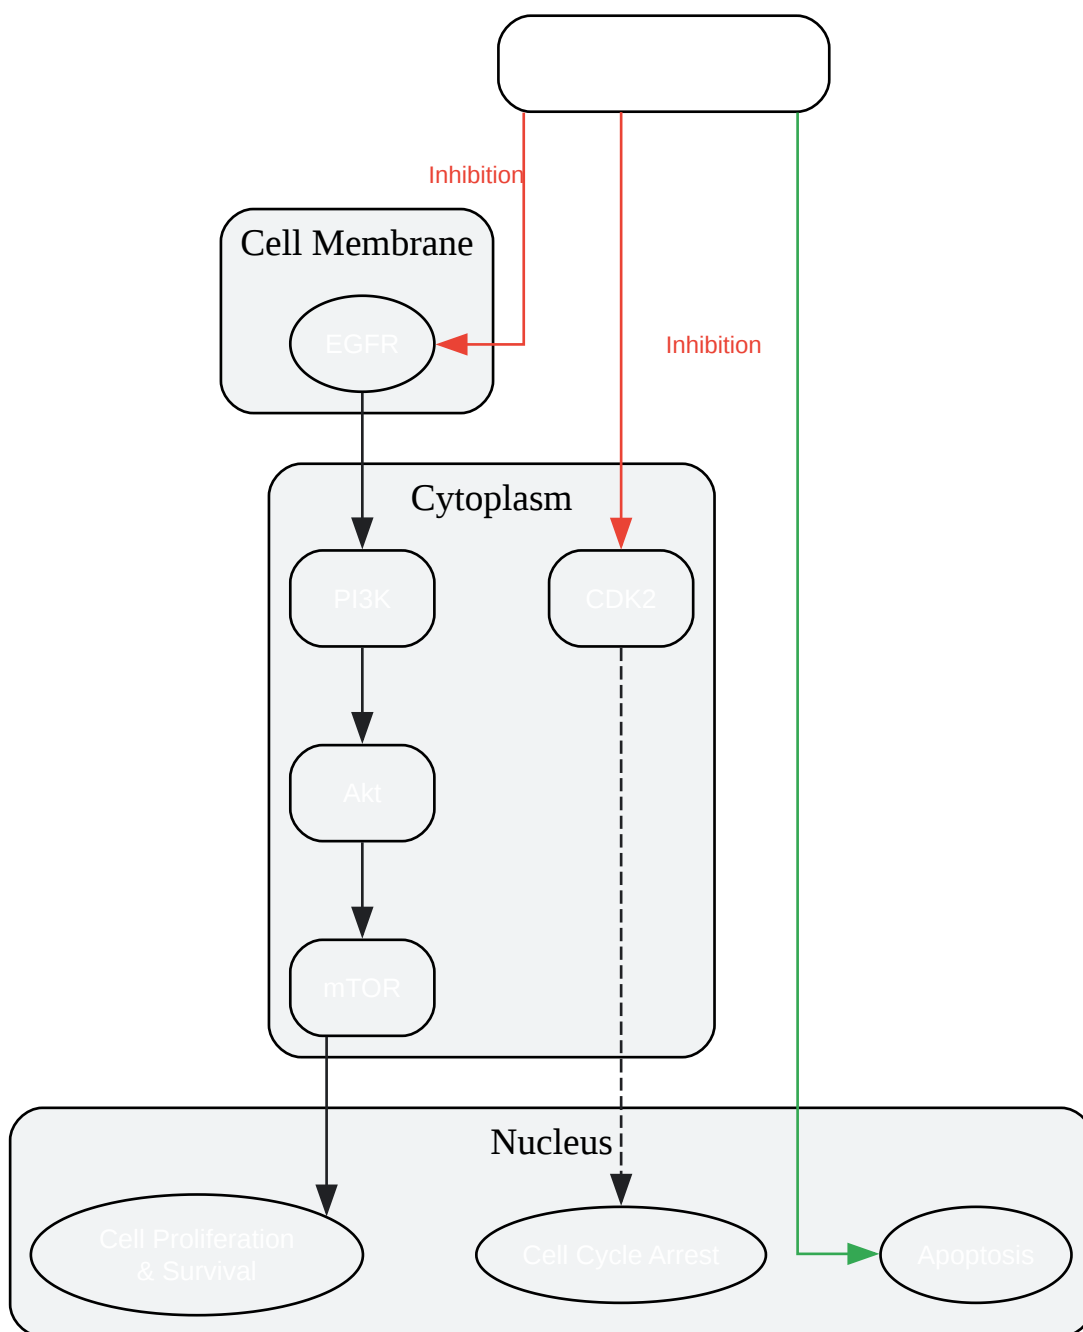 Inhibition
Cell Membrane
EGFR
Inhibition
Cytoplasm
PI3K
CDK2
Akt
mTOR
Nucleus
Cell Proliferation
& Survival
Cell Cycle Arrest
Apoptosis